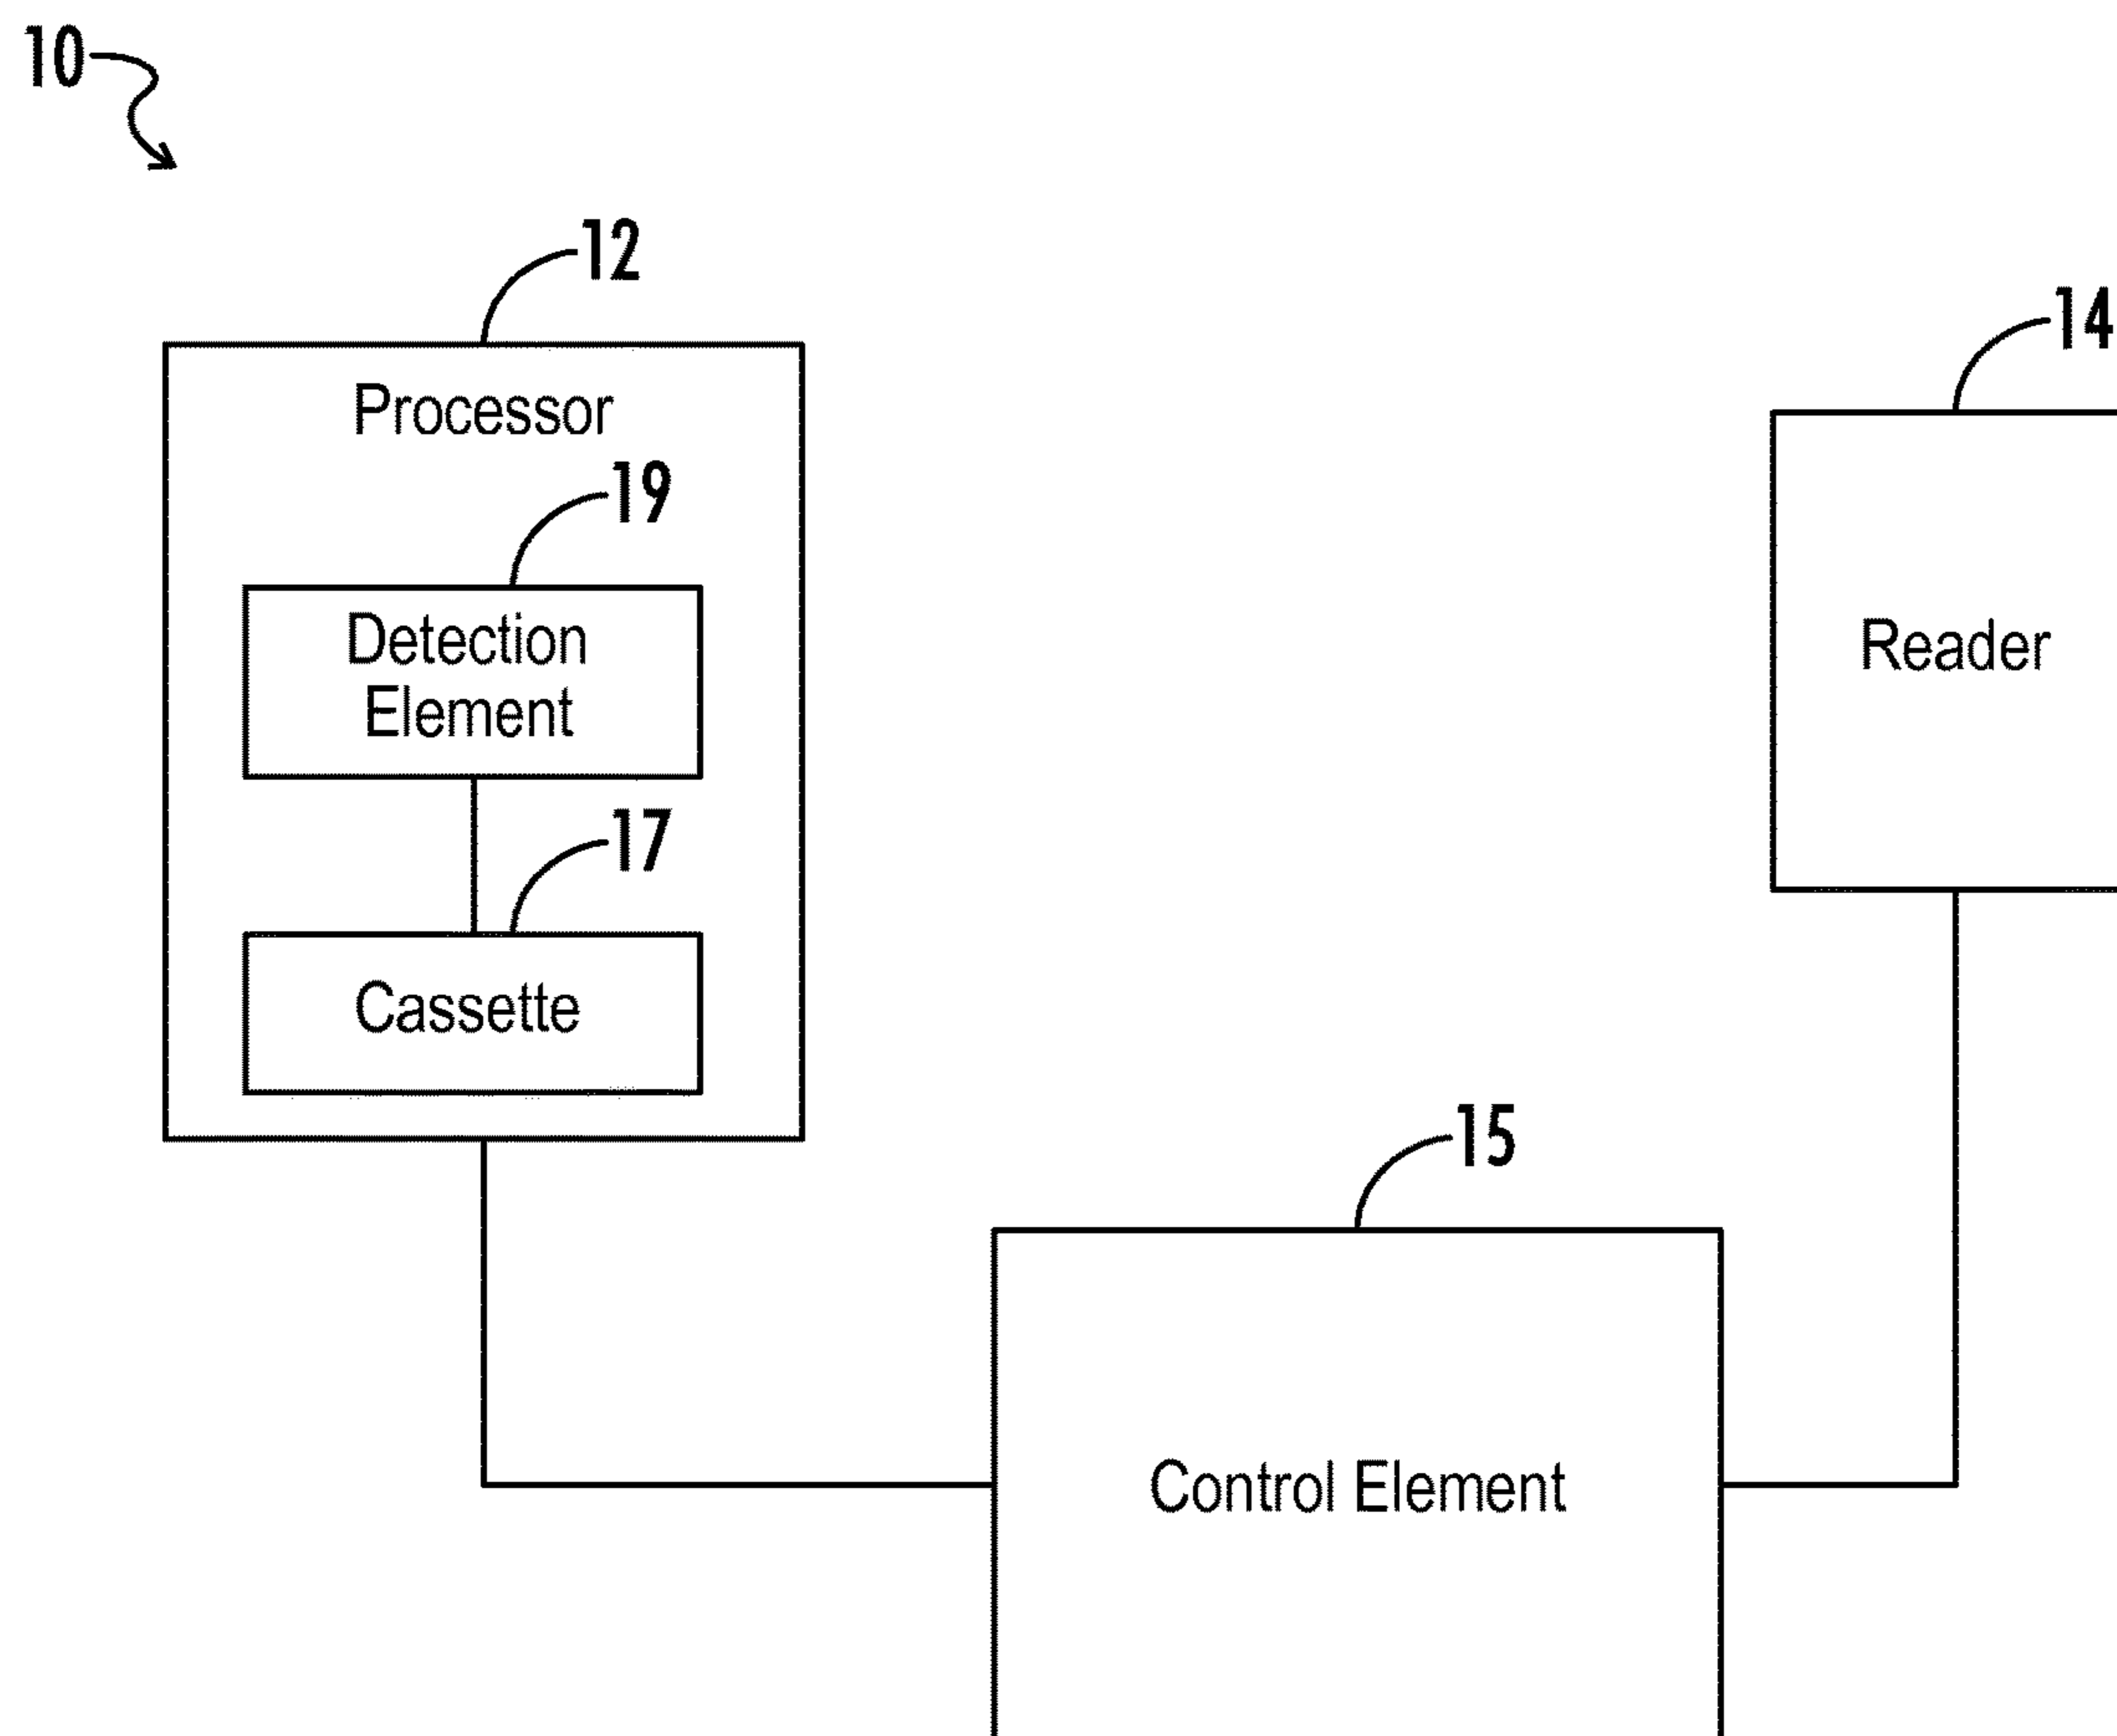 10
12
14
Processor
19
Detection
Element
Reader
17
Cassette
15
Control Element